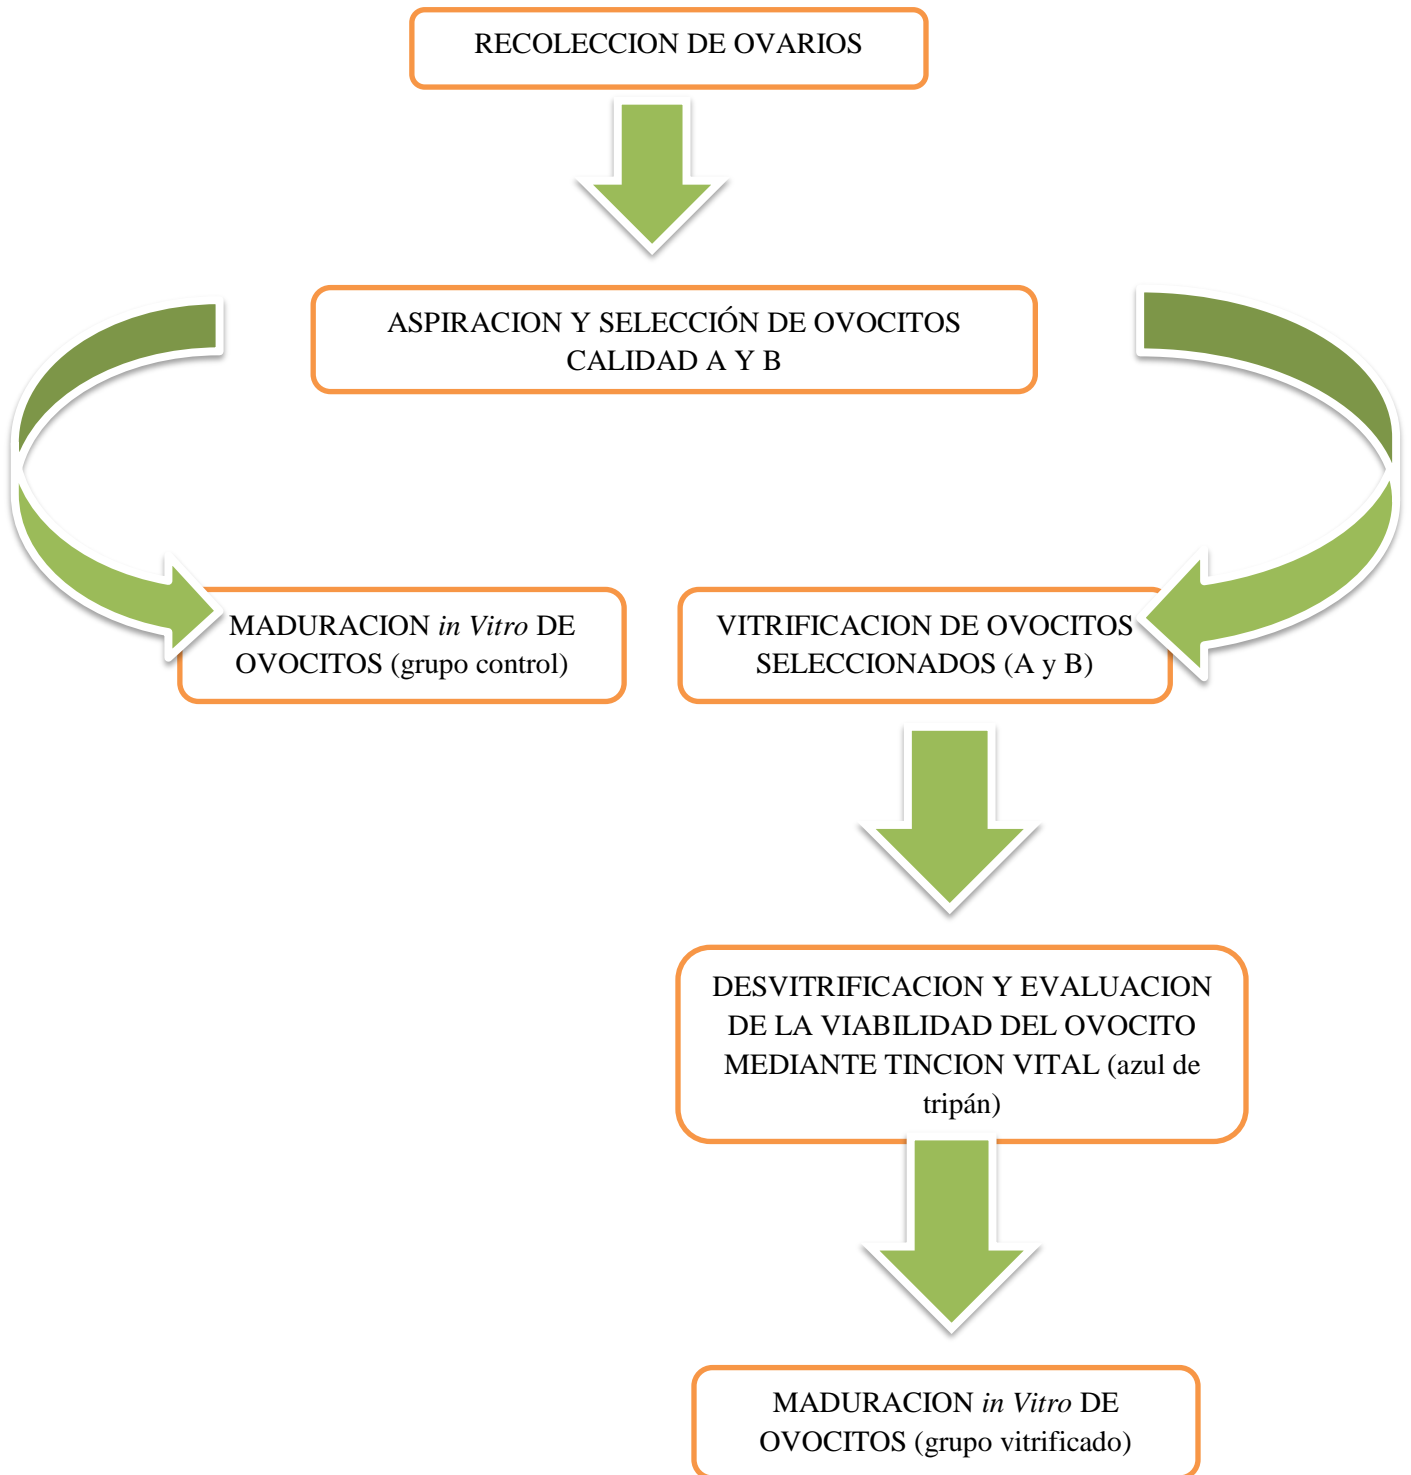 RECOLECCION DE OVARIOS
ASPIRACION Y SELECCIÓN DE OVOCITOS
CALIDAD A Y B
MADURACION in Vitro DE
OVOCITOS (grupo control)
VITRIFICACION DE OVOCITOS
SELECCIONADOS (A y B)
DESVITRIFICACION Y EVALUACION
DE LA VIABILIDAD DEL OVOCITO
MEDIANTE TINCION VITAL (azul de
tripán)
MADURACION in Vitro DE
OVOCITOS (grupo vitrificado)